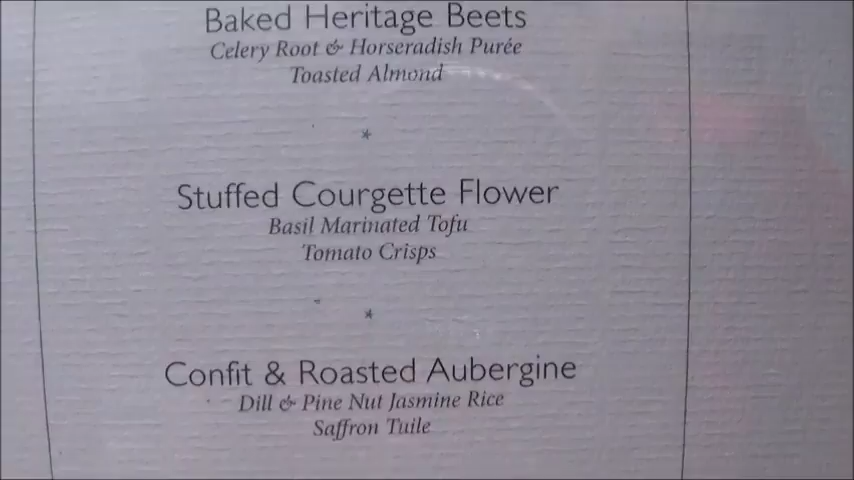 Baked Heritage Beets
Celery Root & Horseradish Purée
Toasted Almond
*
Stuffed Courgette Flower
Basil Marinated Tofu
Tomato Crisps
*
Confit & Roasted Aubergine
Dill & Pine Nut Jasmine Rice
Saffron Tuile